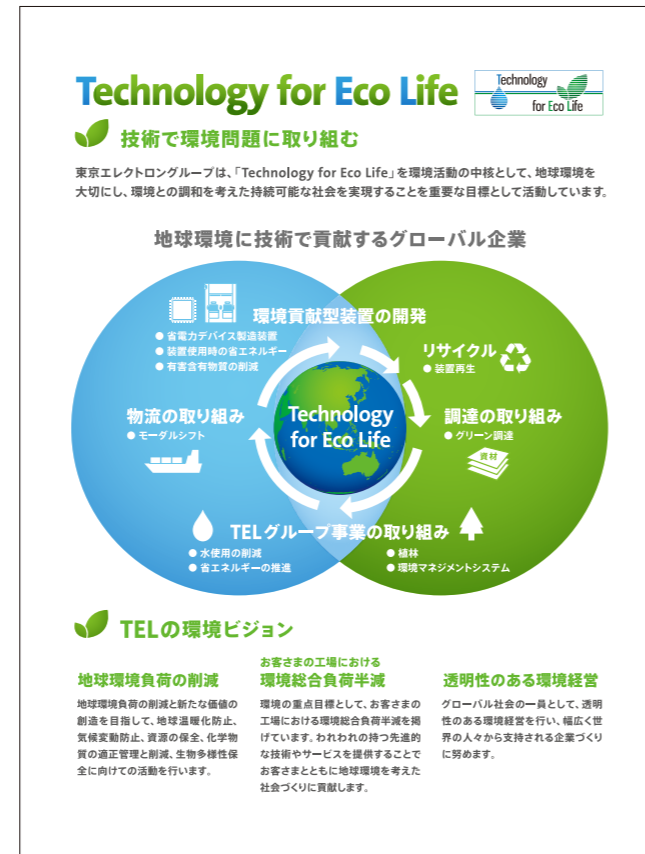 Technology for Eco Life
Technology
for Eco Life
技術で環境問題に取り組む
東京エレクトロングループは、「Technology for Eco Life」を環境活動の中核として、地球環境を
大切にし、環境との調和を考えた持続可能な社会を実現することを重要な目標として活動しています。
地球環境に技術で貢献するグローバル企業
環境貢献型装置の開発
● 省電力デバイス製造装置
● 装置使用時の省エネルギー
● 有害含有物質の削減
リサイクル
● 装置再生
物流の取り組み
● モーダルシフト
Technology
for Eco Life
調達の取り組み
● グリーン調達
資材
TELグループ事業の取り組み
● 水使用の削減
● 省エネルギーの推進
● 植林
● 環境マネジメントシステム
TELの環境ビジョン
地球環境負荷の削減
地球環境負荷の削減と新たな価値の
創造を目指して、地球温暖化防止、
気候変動防止、資源の保全、化学物
質の適正管理と削減、生物多様性保
全に向けての活動を行います。
お客さまの工場における
環境総合負荷半減
環境の重点目標として、お客さまの
工場における環境総合負荷半減を掲
げています。われわれの持つ先進的
な技術やサービスを提供することで
お客さまとともに地球環境を考えた
社会づくりに貢献します。
透明性のある環境経営
グローバル社会の一員として、透明
性のある環境経営を行い、幅広く世
界の人々から支持される企業づくり
に努めます。